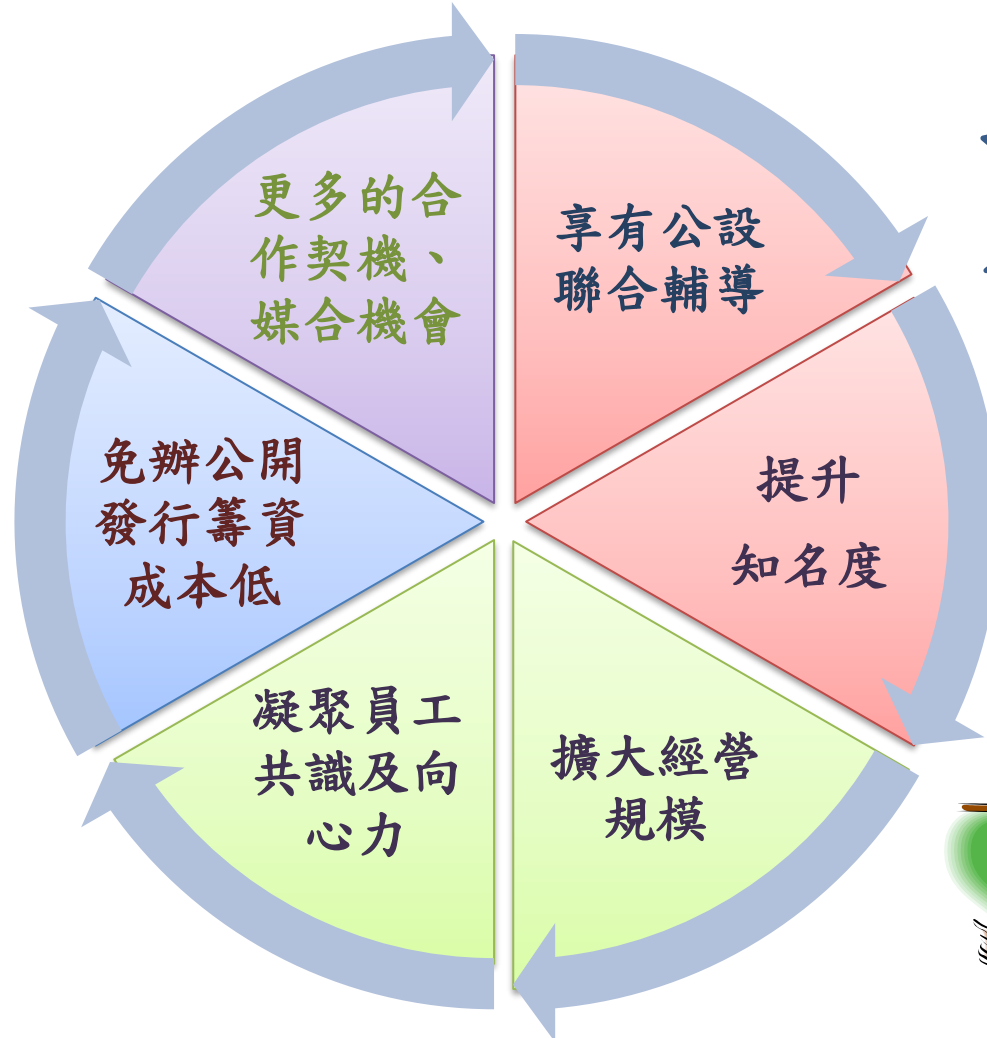 享有公設
聯合輔導
提升
知名度
擴大經營
規模
凝聚員工
共識及向
心力
免辦公開
發行籌資
成本低
更多的合
作契機、
媒合機會